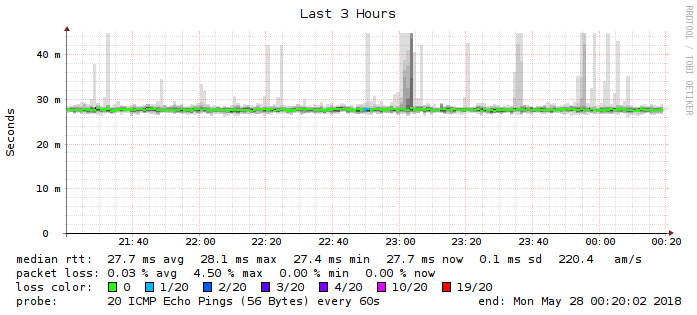 Last 3 Hours
RRDTOOL / TOBI OETIKER
Seconds
40 m
30 m
20 m
10 m
0
21:40 22:00 22:20 22:40 23:00 23:20 23:40 00:00 00:20
median rtt: 27.7 ms avg 28.1 ms max 27.4 ms min 27.7 ms now 0.1 ms sd 220.4 am/s
packet loss: 0.03 % avg 4.50 % max 0.00 % min 0.00 % now
loss color: 0 1/20 2/20 3/20 4/20 10/20 19/20
probe: 20 ICMP Echo Pings (56 Bytes) every 60s end: Mon May 28 00:20:02 2018